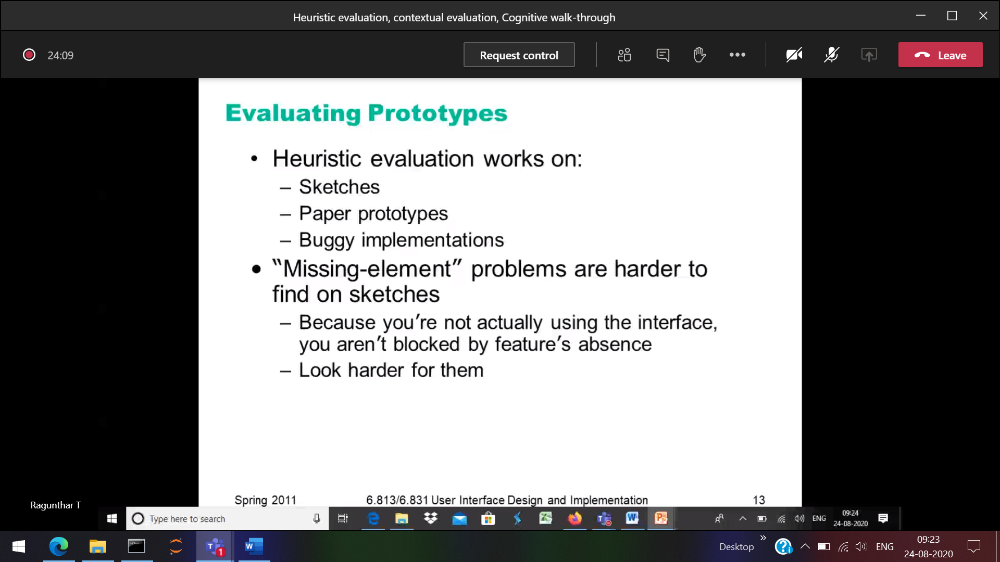 Heuristic evaluation, contextual evaluation, Cognitive walk-through
24:09
Request control
Leave
Evaluating Prototypes
• Heuristic evaluation works on:
– Sketches
– Paper prototypes
– Buggy implementations
• “Missing-element” problems are harder to
find on sketches
– Because you’re not actually using the interface,
you aren’t blocked by feature’s absence
– Look harder for them
Spring 2011 6.813/6.831 User Interface Design and Implementation 13
Ragunthar T
Type here to search
ENG
09:24
24-08-2020
Desktop
ENG
09:23
24-08-2020